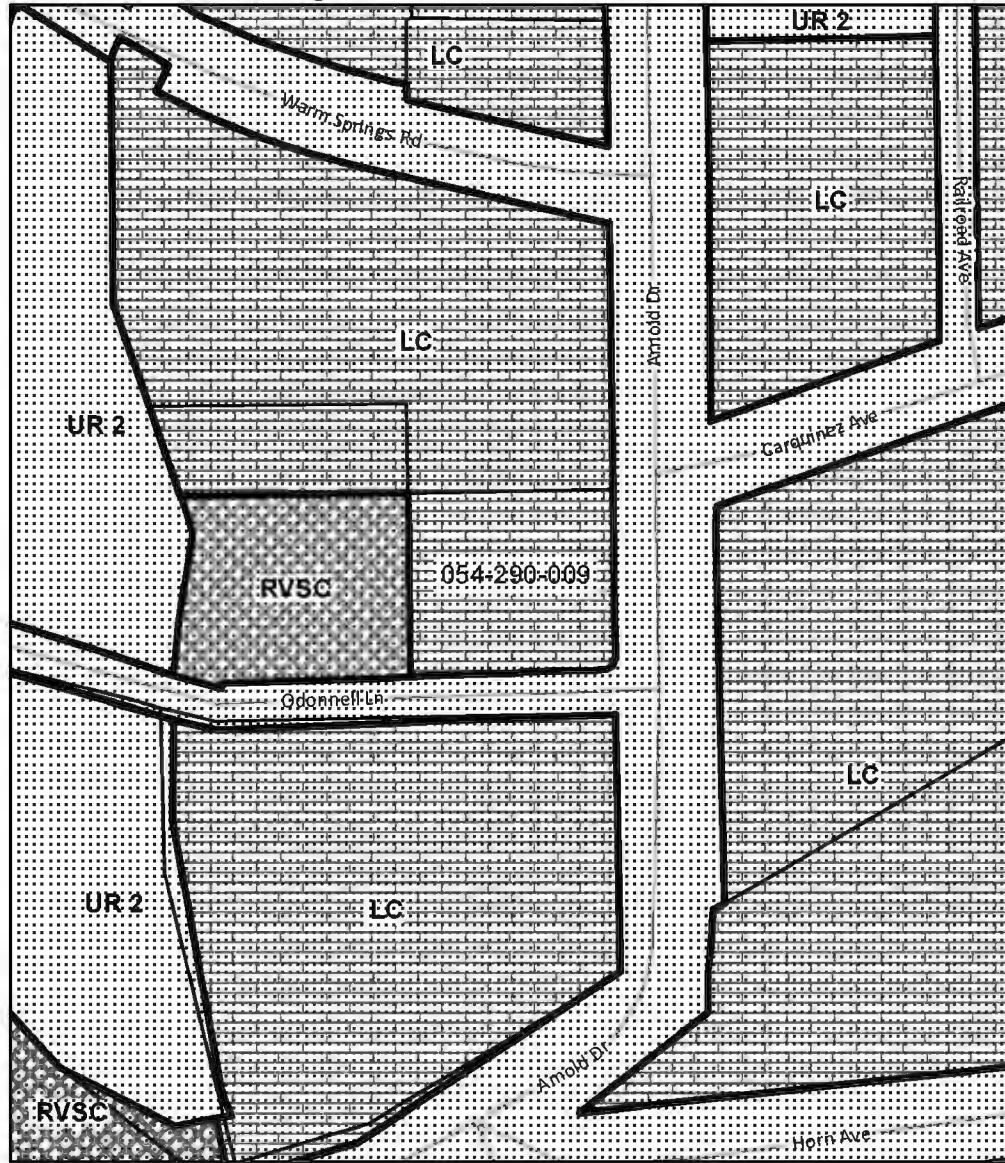 UR 2
LC
Warm Springs Rd
LC
Railroad Ave
Arnold Dr
LC
UR 2
Carquinez Ave
054-290-009
RVSC
Odonnell Ln
LC
UR 2
LC
Arnold Dr
RVSC
Horn Ave